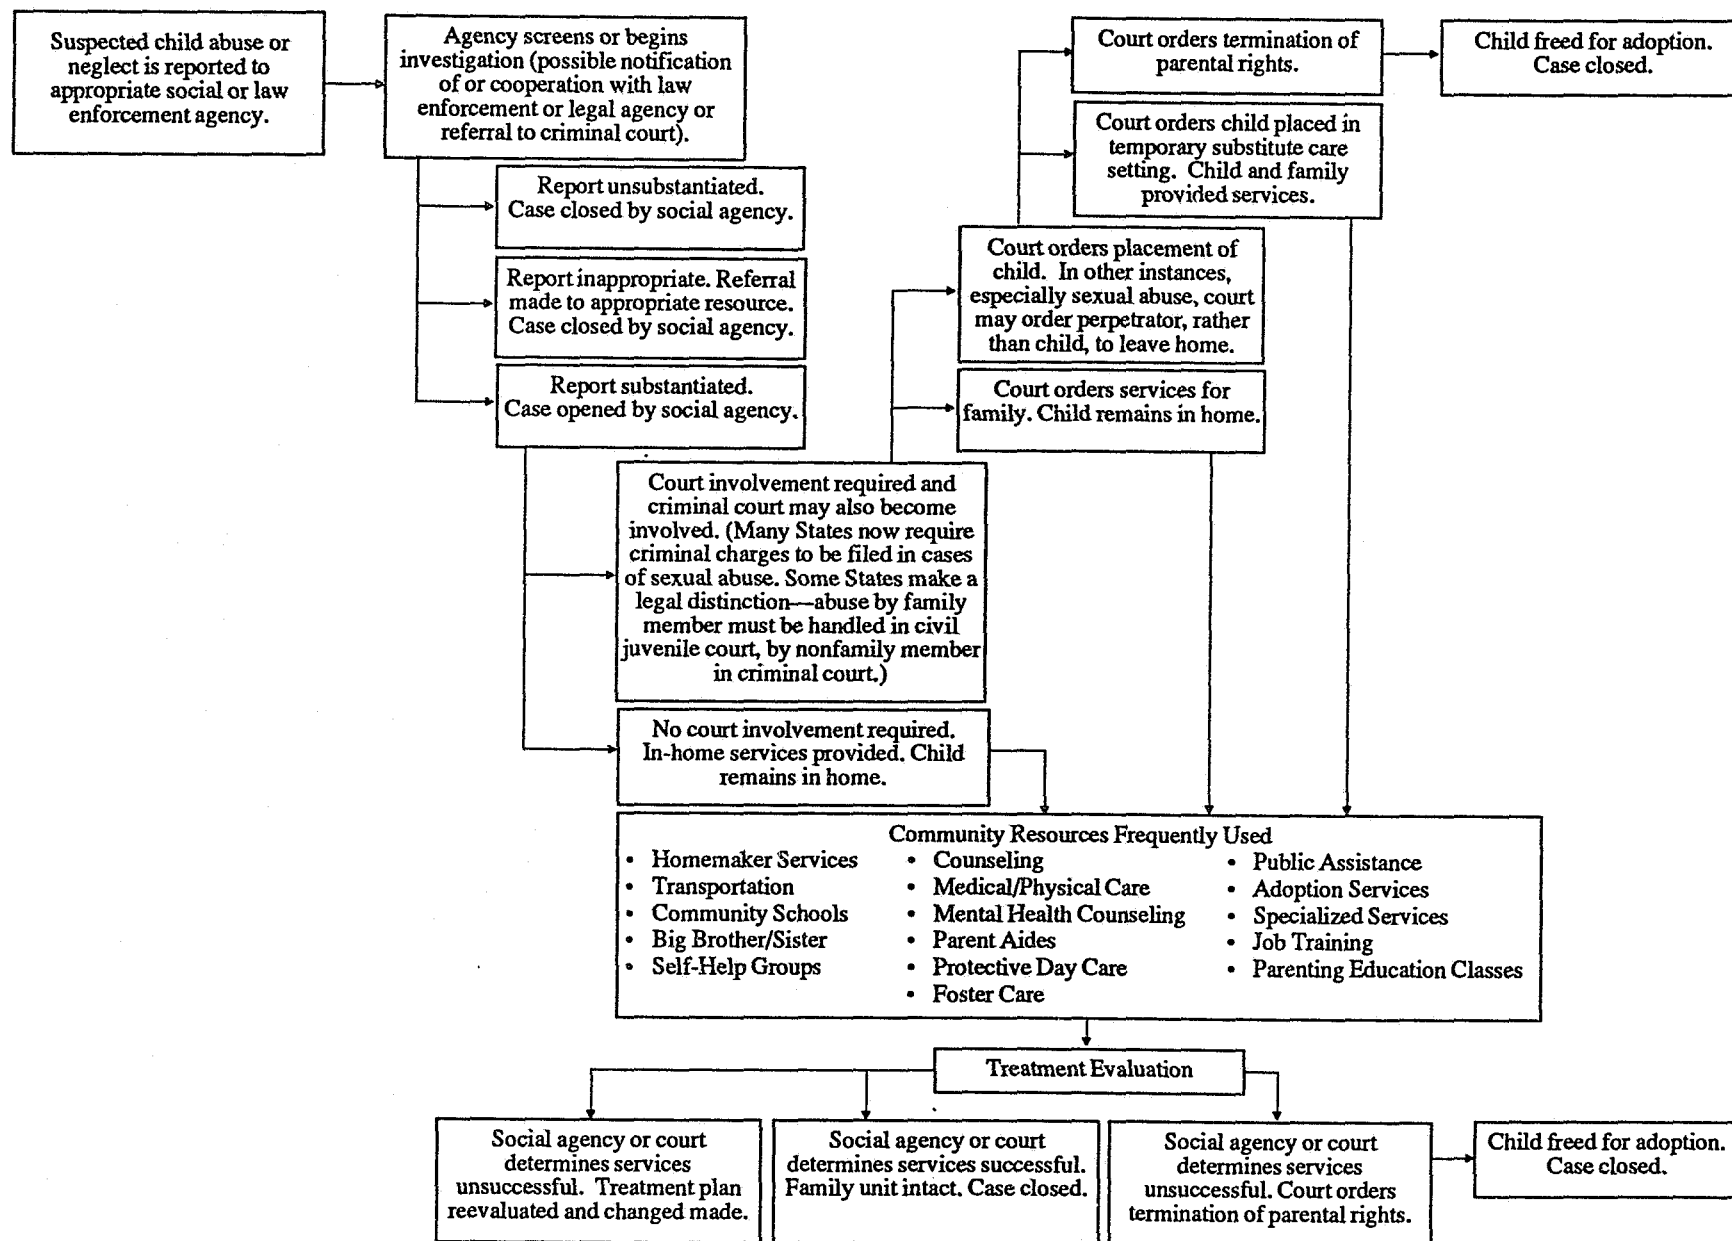 Suspected child abuse or
neglect is reported to
appropriate social or law
enforcement agency.
Agency screens or begins
investigation (possible notification
of or cooperation with law
enforcement or legal agency or
referral to criminal court).
Report unsubstantiated.
Case closed by social agency.
Report inappropriate. Referral
made to appropriate resource.
Case closed by social agency.
Report substantiated.
Case opened by social agency.
Court involvement required and
criminal court may also become
involved. (Many States now require
criminal charges to be filed in cases
of sexual abuse. Some States make a
legal distinction—abuse by family
member must be handled in civil
juvenile court, by nonfamily member
in criminal court.)
No court involvement required.
In-home services provided. Child
remains in home.
Court orders termination of
parental rights.
Child freed for adoption.
Case closed.
Court orders child placed in
temporary substitute care
setting. Child and family
provided services.
Court orders placement of
child. In other instances,
especially sexual abuse, court
may order perpetrator, rather
than child, to leave home.
Court orders services for
family. Child remains in home.
Community Resources Frequently Used
• Homemaker Services
• Transportation
• Community Schools
• Big Brother/Sister
• Self-Help Groups
• Counseling
• Medical/Physical Care
• Mental Health Counseling
• Parent Aides
• Protective Day Care
• Foster Care
• Public Assistance
• Adoption Services
• Specialized Services
• Job Training
• Parenting Education Classes
Treatment Evaluation
Social agency or court
determines services
unsuccessful. Treatment plan
reevaluated and changed made.
Social agency or court
determines services successful.
Family unit intact. Case closed.
Social agency or court
determines services
unsuccessful. Court orders
termination of parental rights.
Child freed for adoption.
Case closed.